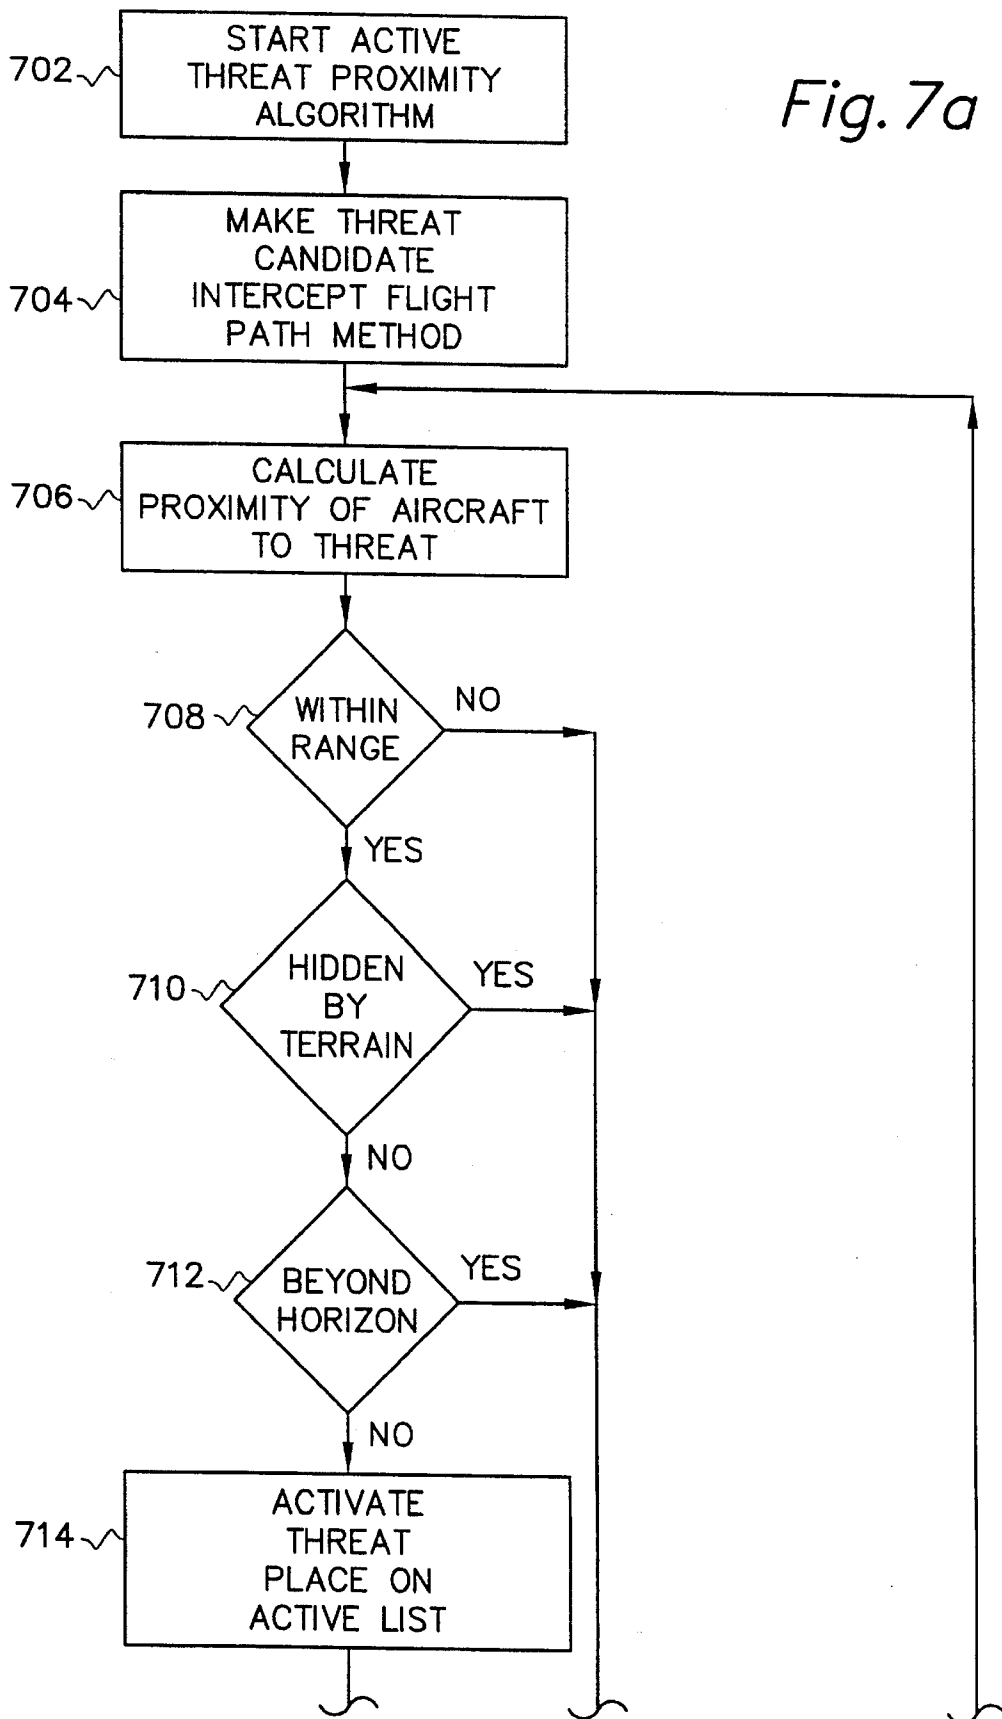 Fig. 7a
702
START ACTIVE
THREAT PROXIMITY
ALGORITHM
704
MAKE THREAT
CANDIDATE
INTERCEPT FLIGHT
PATH METHOD
706
CALCULATE
PROXIMITY OF AIRCRAFT
TO THREAT
708
WITHIN
RANGE
NO
YES
710
HIDDEN
BY
TERRAIN
YES
NO
712
BEYOND
HORIZON
YES
NO
714
ACTIVATE
THREAT
PLACE ON
ACTIVE LIST